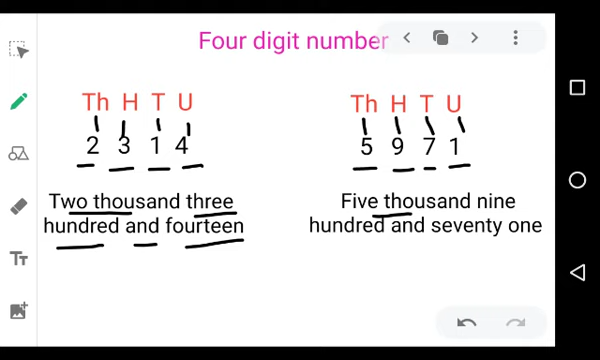 Four digit number
Th H T U
2 3 1 4
Two thousand three
hundred and fourteen
Th H T U
5 9 7 1
Five thousand nine
hundred and seventy one
Tт